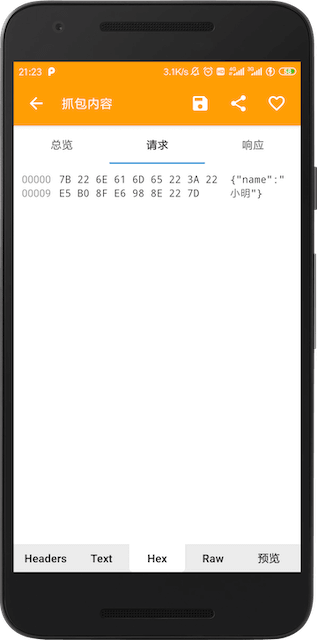 21:23 P 3.1K/s 54
抓包内容
总览 请求 响应
00000 7B 22 6E 61 6D 65 22 3A 22 {"name":"
00009 E5 B0 8F E6 98 8E 22 7D 小明"}
Headers Text Hex Raw 预览